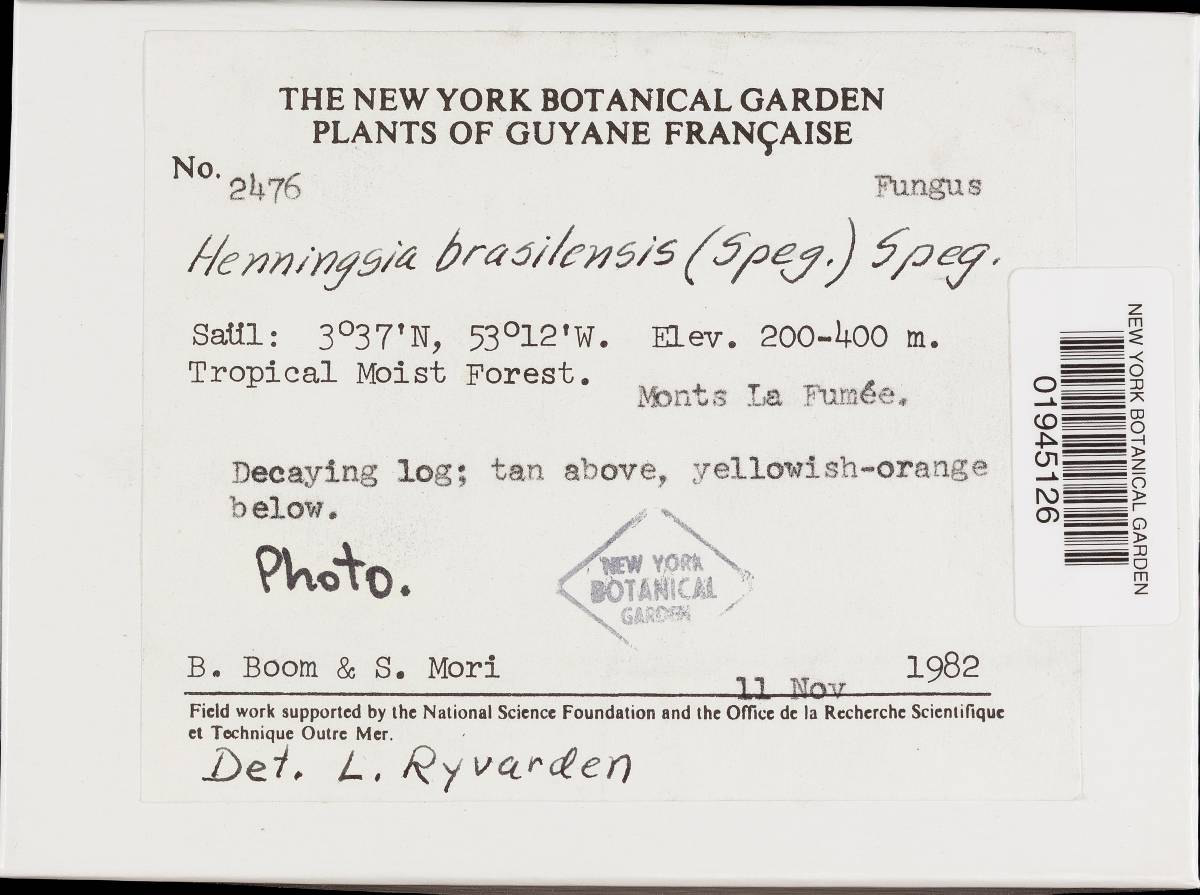 THE NEW YORK BOTANICAL GARDEN
PLANTS OF GUYANE FRANÇAISE
No. 2476 Fungus
Henningsia brasilensis (Speg.) Speg.
Saül: 3°37'N, 53°12'W. Elev. 200-400 m.
Tropical Moist Forest.
Monts La Fumée.
Decaying log; tan above, yellowish-orange
below.
Photo.
NEW YORK
BOTANICAL
GARDEN
B. Boom & S. Mori 11 Nov 1982
Field work supported by the National Science Foundation and the Office de la Recherche Scientifique
et Technique Outre Mer.
Det. L. Ryvarden
NEW YORK BOTANICAL GARDEN
01945126